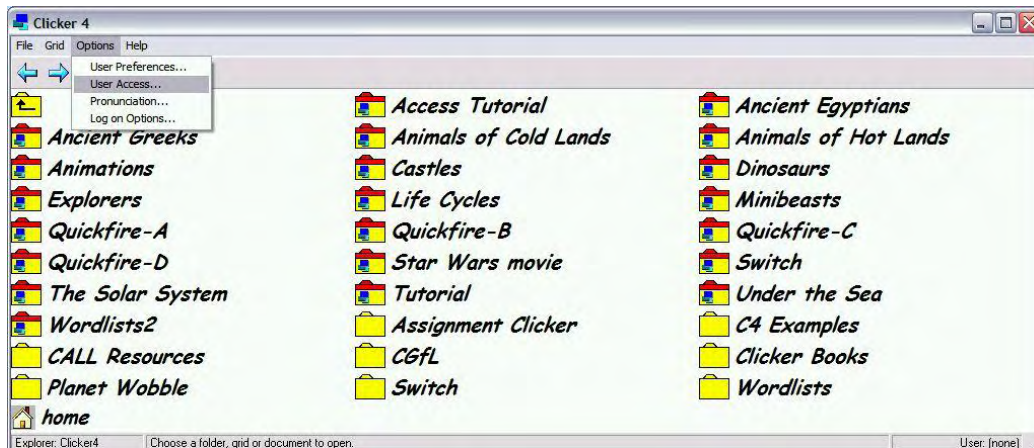 Clicker 4
File Grid Options Help
User Preferences...
User Access...
Pronunciation...
Log on Options...
Access Tutorial Ancient Egyptians
Ancient Greeks Animals of Cold Lands Animals of Hot Lands
Animations Castles Dinosaurs
Explorers Life Cycles Minibeasts
Quickfire-A Quickfire-B Quickfire-C
Quickfire-D Star Wars movie Switch
The Solar System Tutorial Under the Sea
Wordlists2 Assignment Clicker C4 Examples
CALL Resources CGfL Clicker Books
Planet Wobble Switch Wordlists
home
Explorer: Clicker4 Choose a folder, grid or document to open. User: [none]